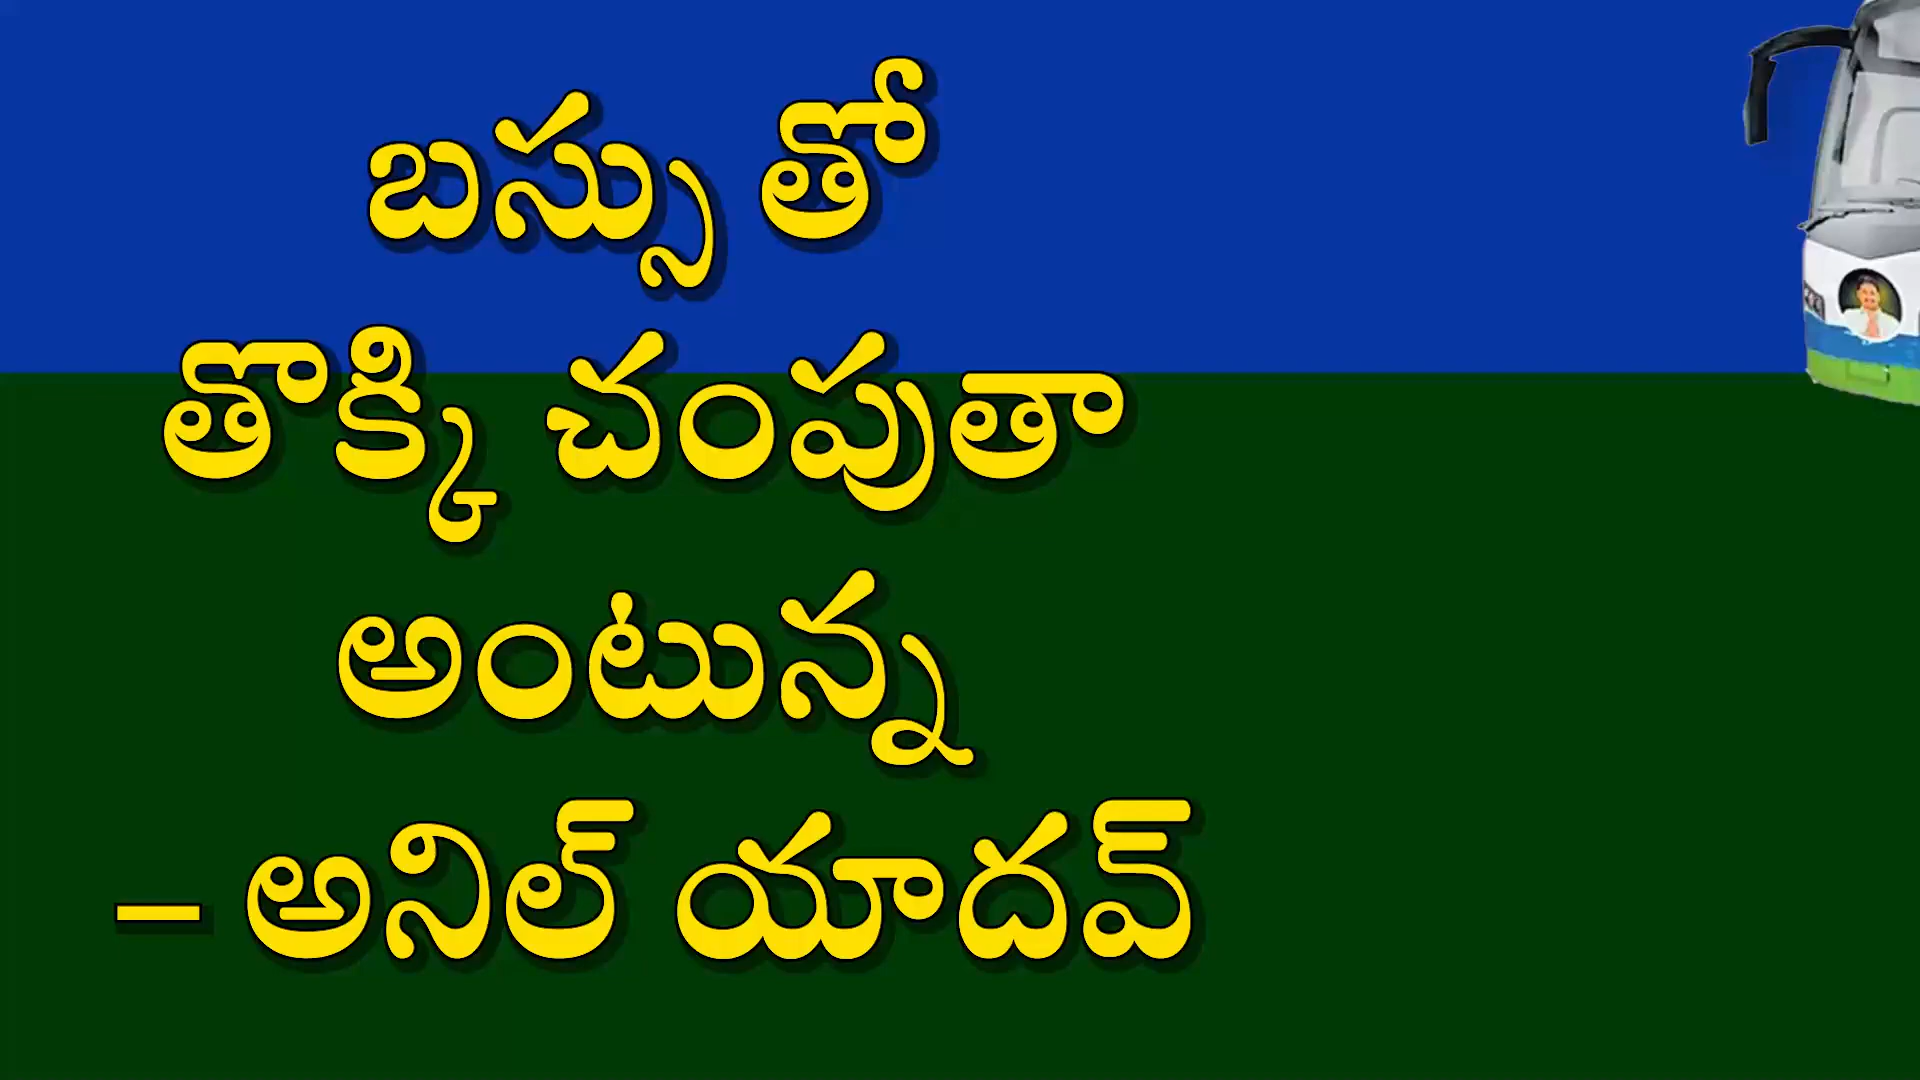 బస్సు తో
తొక్కి చంపుతా
అంటున్న
– అనిల్ యాదవ్